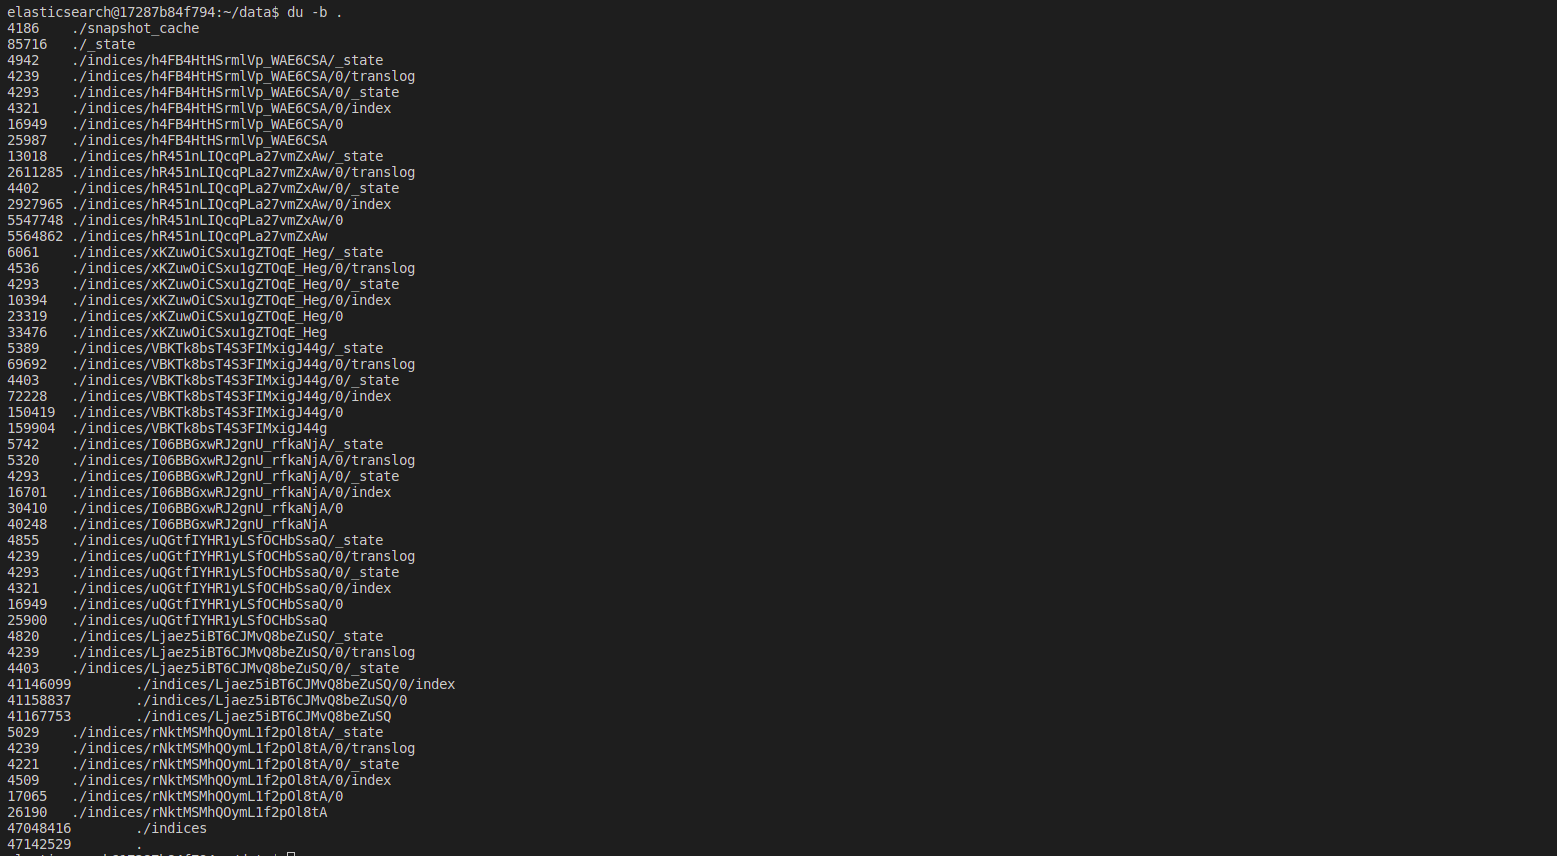 elasticsearch@17287b84f794:~/data$ du -b .
4186    ./snapshot_cache
85716   ./_state
4942    ./indices/h4FB4HtHSrmlVp_WAE6CSA/_state
4239    ./indices/h4FB4HtHSrmlVp_WAE6CSA/0/translog
4293    ./indices/h4FB4HtHSrmlVp_WAE6CSA/0/_state
4321    ./indices/h4FB4HtHSrmlVp_WAE6CSA/0/index
16949   ./indices/h4FB4HtHSrmlVp_WAE6CSA/0
25987   ./indices/h4FB4HtHSrmlVp_WAE6CSA
13018   ./indices/hR451nLIQcqPLa27vmZxAw/_state
2611285 ./indices/hR451nLIQcqPLa27vmZxAw/0/translog
4402    ./indices/hR451nLIQcqPLa27vmZxAw/0/_state
2927965 ./indices/hR451nLIQcqPLa27vmZxAw/0/index
5547748 ./indices/hR451nLIQcqPLa27vmZxAw/0
5564862 ./indices/hR451nLIQcqPLa27vmZxAw
6061    ./indices/xKZuwOiCSxu1gZTOqE_Heg/_state
4536    ./indices/xKZuwOiCSxu1gZTOqE_Heg/0/translog
4293    ./indices/xKZuwOiCSxu1gZTOqE_Heg/0/_state
10394   ./indices/xKZuwOiCSxu1gZTOqE_Heg/0/index
23319   ./indices/xKZuwOiCSxu1gZTOqE_Heg/0
33476   ./indices/xKZuwOiCSxu1gZTOqE_Heg
5389    ./indices/VBKTk8bsT4S3FIMxigJ44g/_state
69692   ./indices/VBKTk8bsT4S3FIMxigJ44g/0/translog
4403    ./indices/VBKTk8bsT4S3FIMxigJ44g/0/_state
72228   ./indices/VBKTk8bsT4S3FIMxigJ44g/0/index
150419  ./indices/VBKTk8bsT4S3FIMxigJ44g/0
159904  ./indices/VBKTk8bsT4S3FIMxigJ44g
5742    ./indices/I06BBGxwRJ2gnU_rfkaNjA/_state
5320    ./indices/I06BBGxwRJ2gnU_rfkaNjA/0/translog
4293    ./indices/I06BBGxwRJ2gnU_rfkaNjA/0/_state
16701   ./indices/I06BBGxwRJ2gnU_rfkaNjA/0/index
30410   ./indices/I06BBGxwRJ2gnU_rfkaNjA/0
40248   ./indices/I06BBGxwRJ2gnU_rfkaNjA
4855    ./indices/uQGtfIYHR1yLSfOCHbSsaQ/_state
4239    ./indices/uQGtfIYHR1yLSfOCHbSsaQ/0/translog
4293    ./indices/uQGtfIYHR1yLSfOCHbSsaQ/0/_state
4321    ./indices/uQGtfIYHR1yLSfOCHbSsaQ/0/index
16949   ./indices/uQGtfIYHR1yLSfOCHbSsaQ/0
25900   ./indices/uQGtfIYHR1yLSfOCHbSsaQ
4820    ./indices/Ljaez5iBT6CJMvQ8beZuSQ/_state
4239    ./indices/Ljaez5iBT6CJMvQ8beZuSQ/0/translog
4403    ./indices/Ljaez5iBT6CJMvQ8beZuSQ/0/_state
41146099        ./indices/Ljaez5iBT6CJMvQ8beZuSQ/0/index
41158837        ./indices/Ljaez5iBT6CJMvQ8beZuSQ/0
41167753        ./indices/Ljaez5iBT6CJMvQ8beZuSQ
5029    ./indices/rNktMSMhQOymL1f2pOl8tA/_state
4239    ./indices/rNktMSMhQOymL1f2pOl8tA/0/translog
4221    ./indices/rNktMSMhQOymL1f2pOl8tA/0/_state
4509    ./indices/rNktMSMhQOymL1f2pOl8tA/0/index
17065   ./indices/rNktMSMhQOymL1f2pOl8tA/0
26190   ./indices/rNktMSMhQOymL1f2pOl8tA
47048416        ./indices
47142529        .